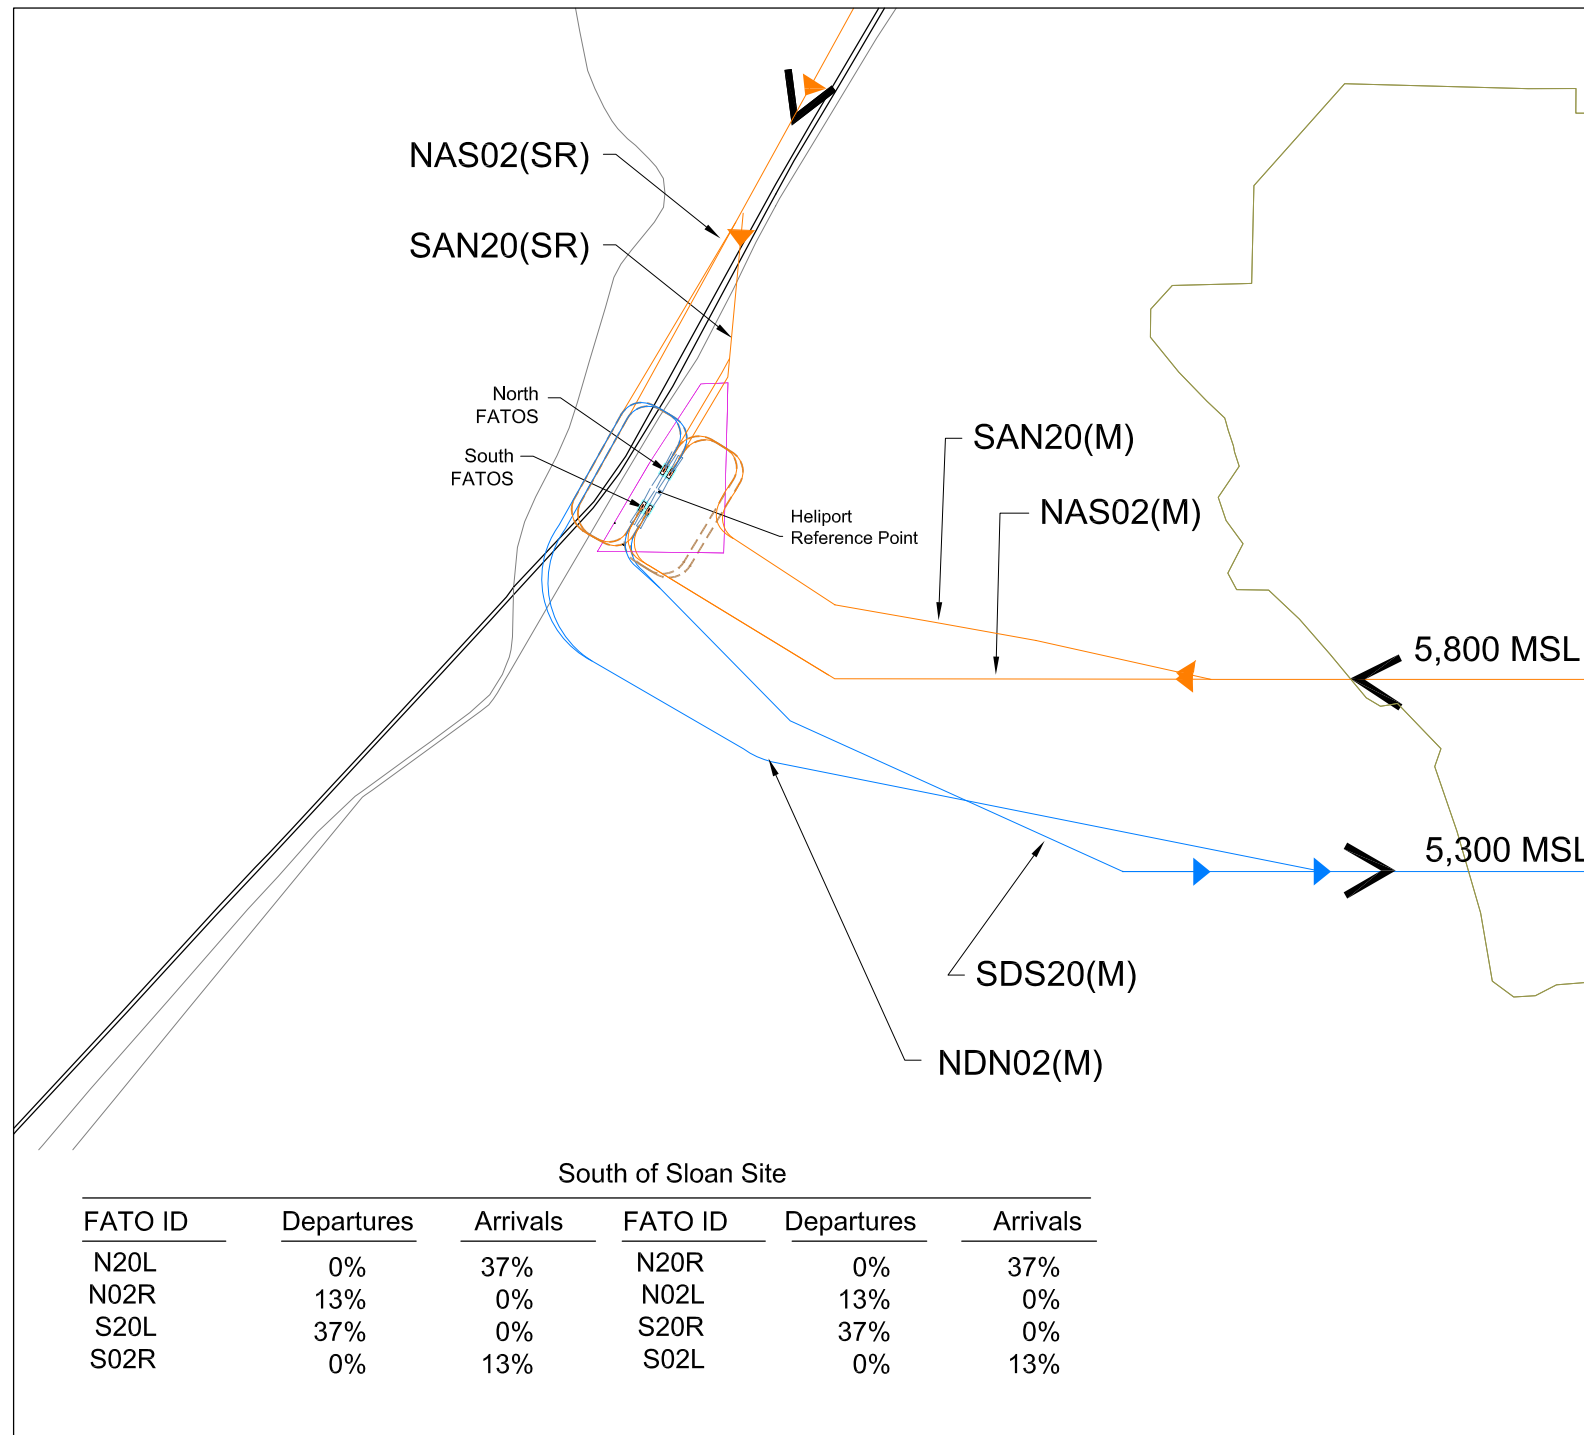 NAS02(SR)
SAN20(SR)
North
FATOS
South
FATOS
Heliport
Reference Point
SAN20(M)
NAS02(M)
5,800 MSL
5,300 MSL
SDS20(M)
NDN02(M)
South of Sloan Site
FATO ID Departures Arrivals FATO ID Departures Arrivals
N20L 0% 37% N20R 0% 37%
N02R 13% 0% N02L 13% 0%
S20L 37% 0% S20R 37% 0%
S02R 0% 13% S02L 0% 13%